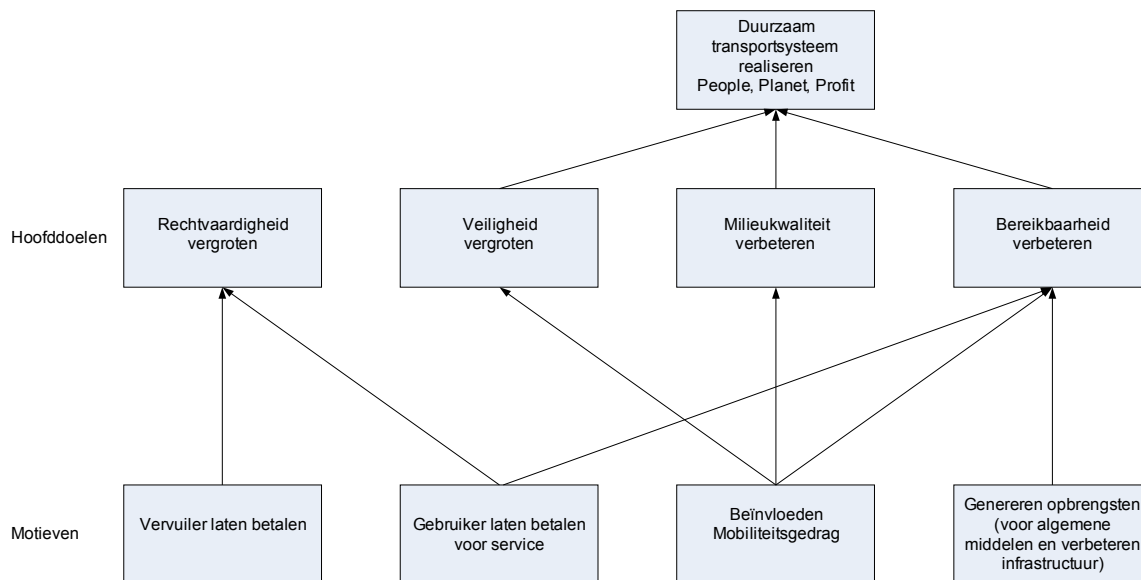 Duurzaam
transportsysteem
realiseren
People, Planet, Profit
Hoofddoelen
Rechtvaardigheid
vergroten
Veiligheid
vergroten
Milieukwaliteit
verbeteren
Bereikbaarheid
verbeteren
Motieven
Vervuiler laten betalen
Gebruiker laten betalen
voor service
Beïnvloeden
Mobiliteitsgedrag
Genereren opbrengsten
(voor algemene
middelen en verbeteren
infrastructuur)